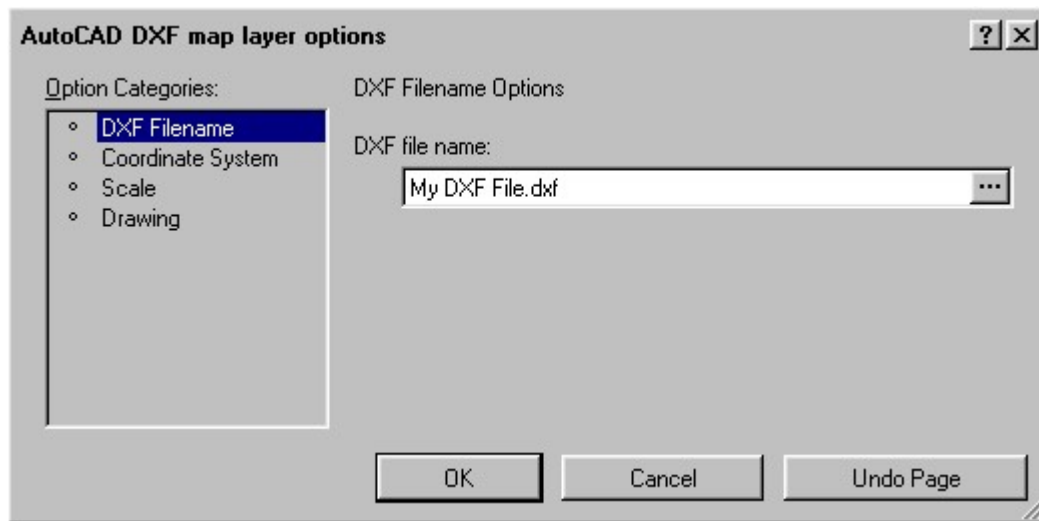 AutoCAD DXF map layer options
?
Option Categories:
DXF Filename
Coordinate System
Scale
Drawing
DXF Filename Options
DXF file name:
My DXF File.dxf
...
OK Cancel Undo Page